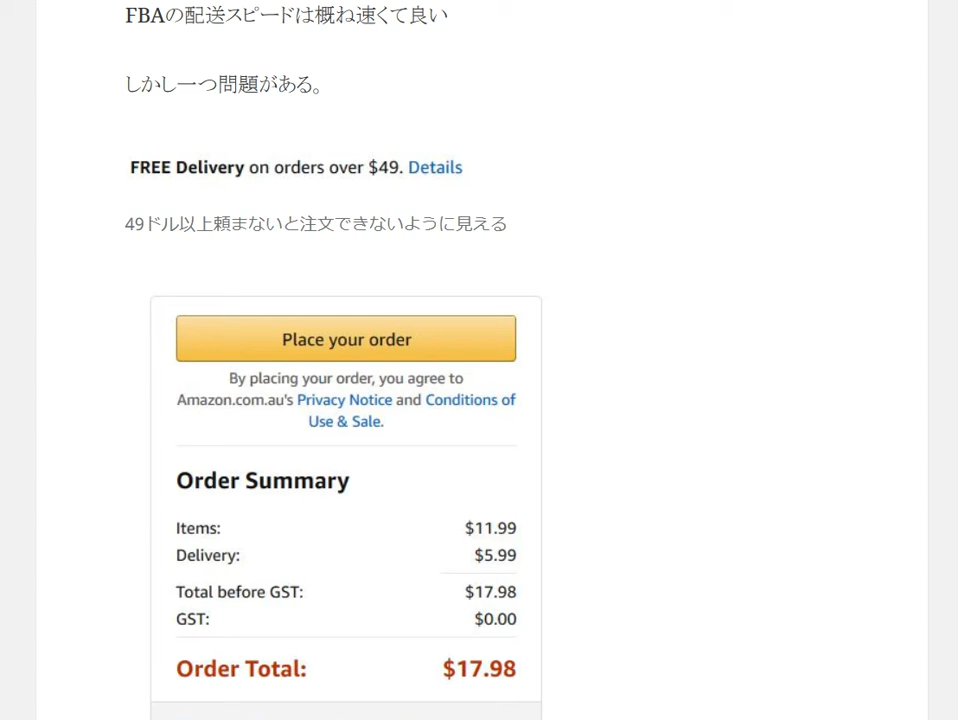 FBAの配送スピードは概ね速くて良い
しかし一つ問題がある。
FREE Delivery on orders over $49. Details
49ドル以上頼まないと注文できないように見える
Place your order
By placing your order, you agree to
Amazon.com.au's Privacy Notice and Conditions of
Use & Sale.
Order Summary
Items: $11.99
Delivery: $5.99
Total before GST: $17.98
GST: $0.00
Order Total: $17.98